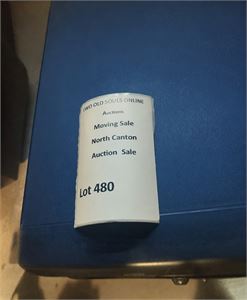 TWO OLD SOULS ONLINE
Auctions
Moving Sale
North Canton
Auction Sale
Lot 480